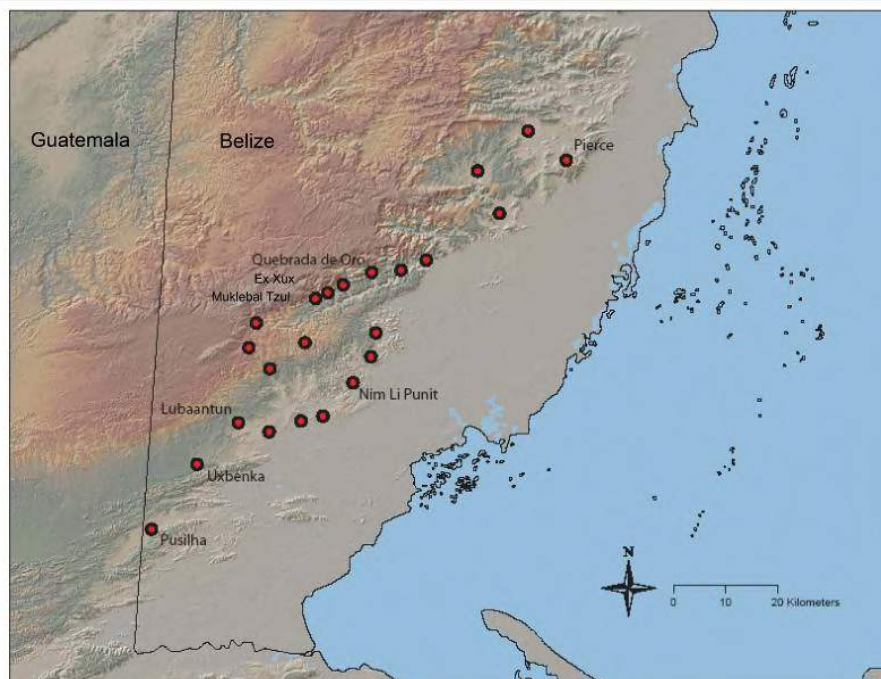 Guatemala
Belize
Pierce
Quebrada de Oro
Ex Xux
Muklebal Tzul
Nim Li Punit
Lubaantun
Uxbenka
Pusilha
N
0 10 20 Kilometers